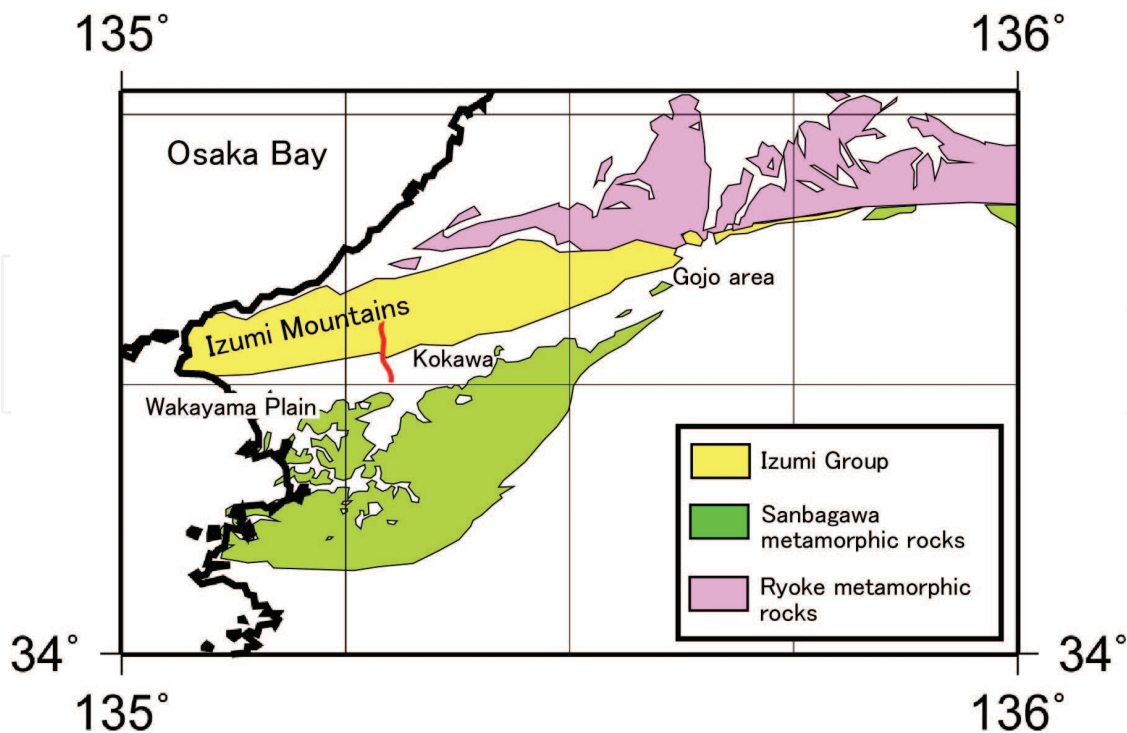 135°
136°
Osaka Bay
Gojo area
Izumi Mountains
Kokawa
Wakayama Plain
Izumi Group
Sanbagawa
metamorphic rocks
Ryoke metamorphic
rocks
34°
34°
135°
136°